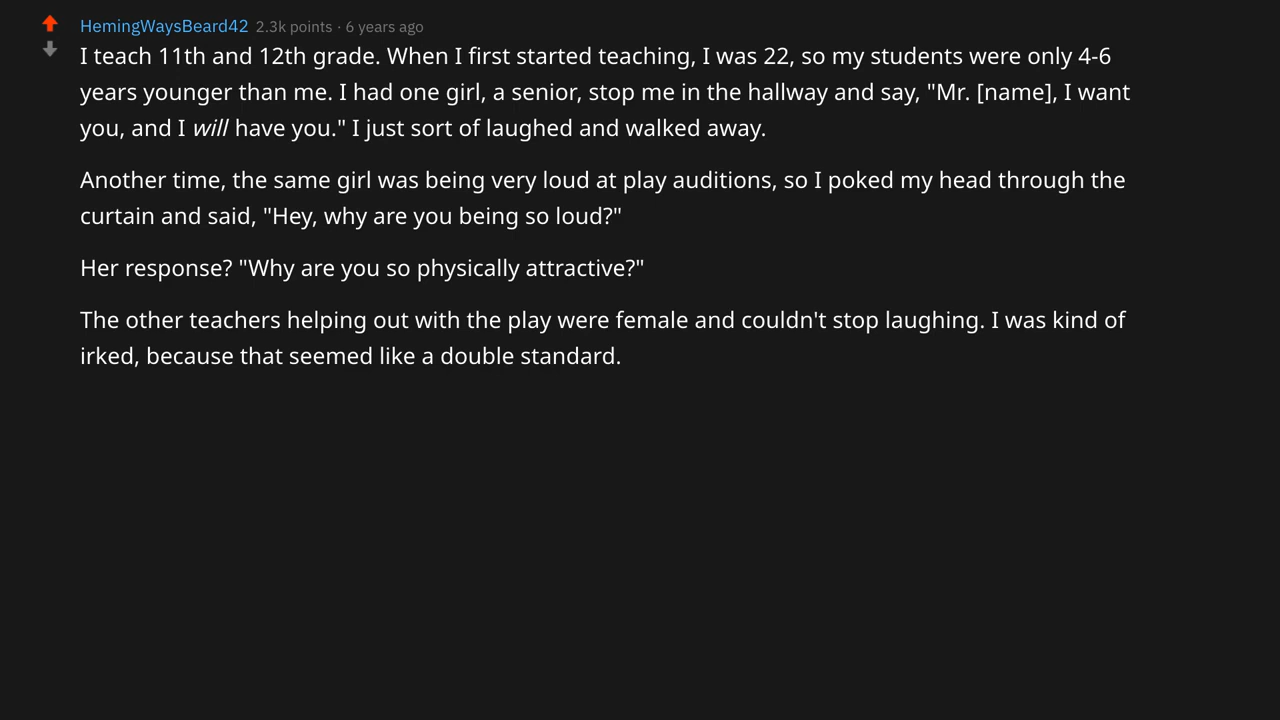 HemingWaysBeard42 2.3k points · 6 years ago
I teach 11th and 12th grade. When I first started teaching, I was 22, so my students were only 4-6
years younger than me. I had one girl, a senior, stop me in the hallway and say, "Mr. [name], I want
you, and I will have you." I just sort of laughed and walked away.
Another time, the same girl was being very loud at play auditions, so I poked my head through the
curtain and said, "Hey, why are you being so loud?"
Her response? "Why are you so physically attractive?"
The other teachers helping out with the play were female and couldn't stop laughing. I was kind of
irked, because that seemed like a double standard.